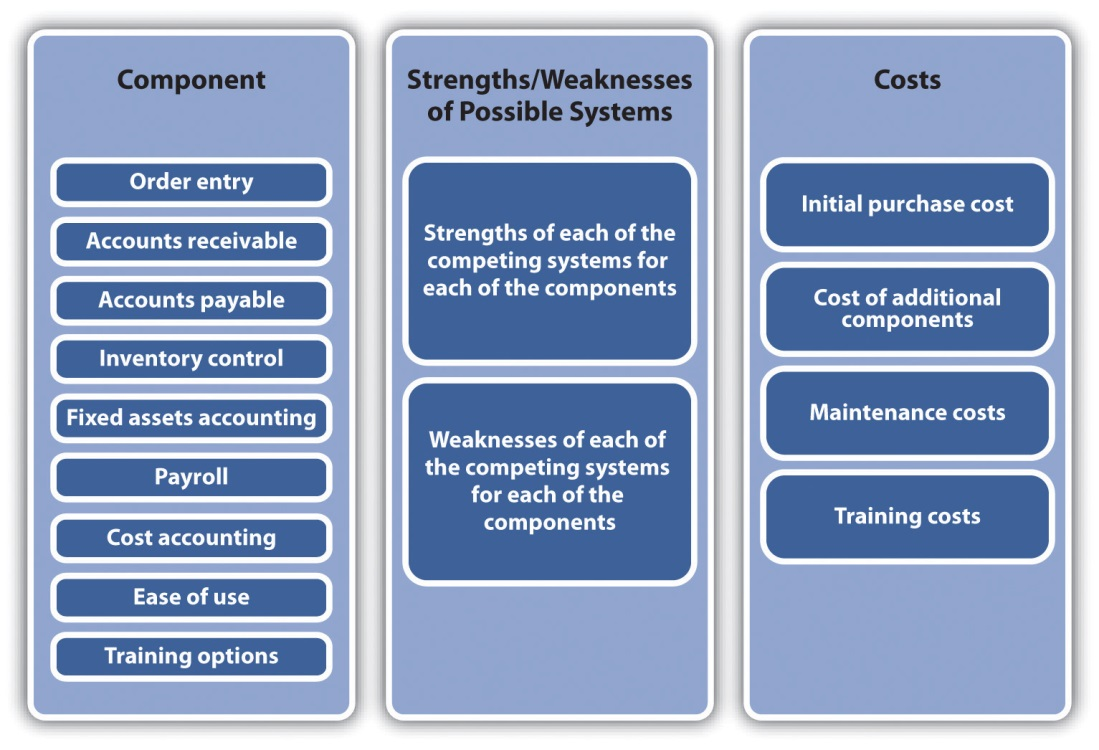 Component
Order entry
Accounts receivable
Accounts payable
Inventory control
Fixed assets accounting
Payroll
Cost accounting
Ease of use
Training options
Strengths/Weaknesses
of Possible Systems
Strengths of each of the
competing systems for
each of the components
Weaknesses of each of
the competing systems
for each of the
components
Costs
Initial purchase cost
Cost of additional
components
Maintenance costs
Training costs